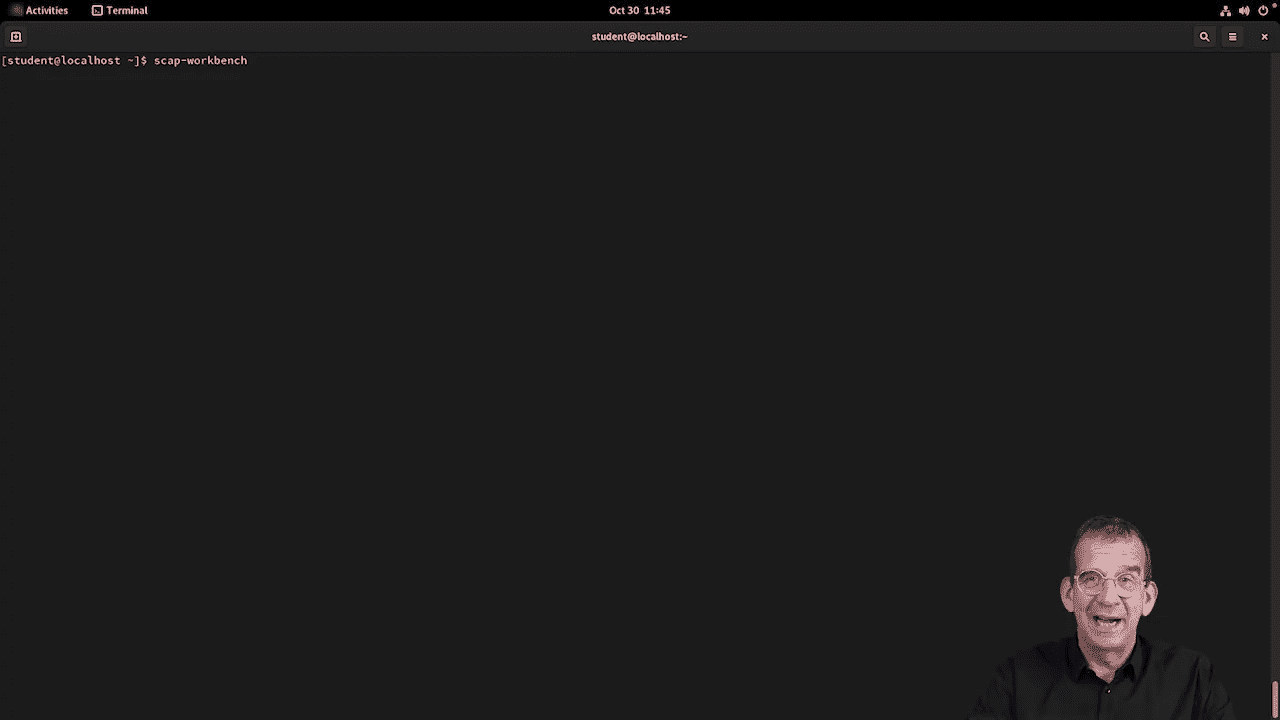 Activities Terminal Oct 30 11:45
student@localhost:~
[student@localhost ~]$ scap-workbench